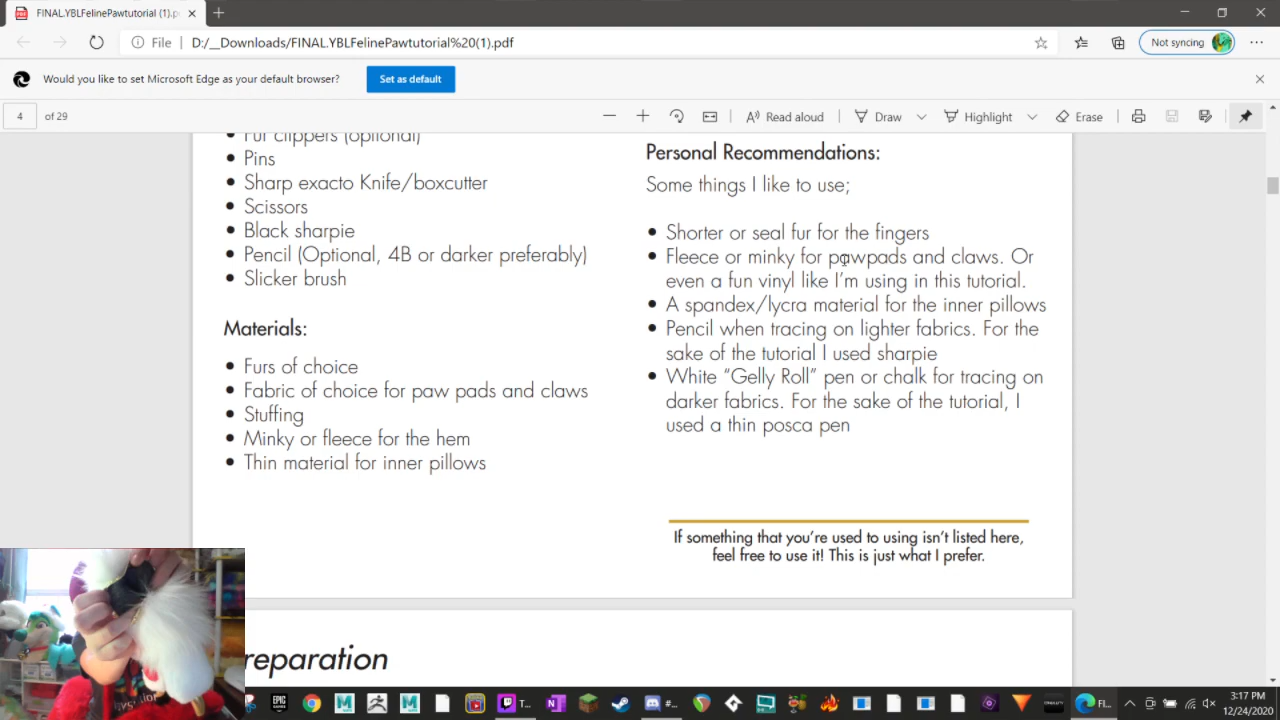 FINAL.YBLFelinePawtutorial (1).p
File
D:/__Downloads/FINAL.YBLFelinePawtutorial%20(1).pdf
Not syncing
Would you like to set Microsoft Edge as your default browser?
Set as default
4 of 29
Read aloud
Draw
Highlight
Erase
Fur clippers (optional)
• Pins
• Sharp exacto Knife/boxcutter
• Scissors
• Black sharpie
• Pencil (Optional, 4B or darker preferably)
• Slicker brush
Materials:
• Furs of choice
• Fabric of choice for paw pads and claws
• Stuffing
• Minky or fleece for the hem
• Thin material for inner pillows
Personal Recommendations:
Some things I like to use;
• Shorter or seal fur for the fingers
• Fleece or minky for pawpads and claws. Or
even a fun vinyl like I'm using in this tutorial.
• A spandex/lycra material for the inner pillows
• Pencil when tracing on lighter fabrics. For the
sake of the tutorial I used sharpie
• White “Gelly Roll” pen or chalk for tracing on
darker fabrics. For the sake of the tutorial, I
used a thin posca pen
If something that you're used to using isn't listed here,
feel free to use it! This is just what I prefer.
reparation
EPIC GAMES
T...
#...
FI...
3:17 PM
12/24/2020